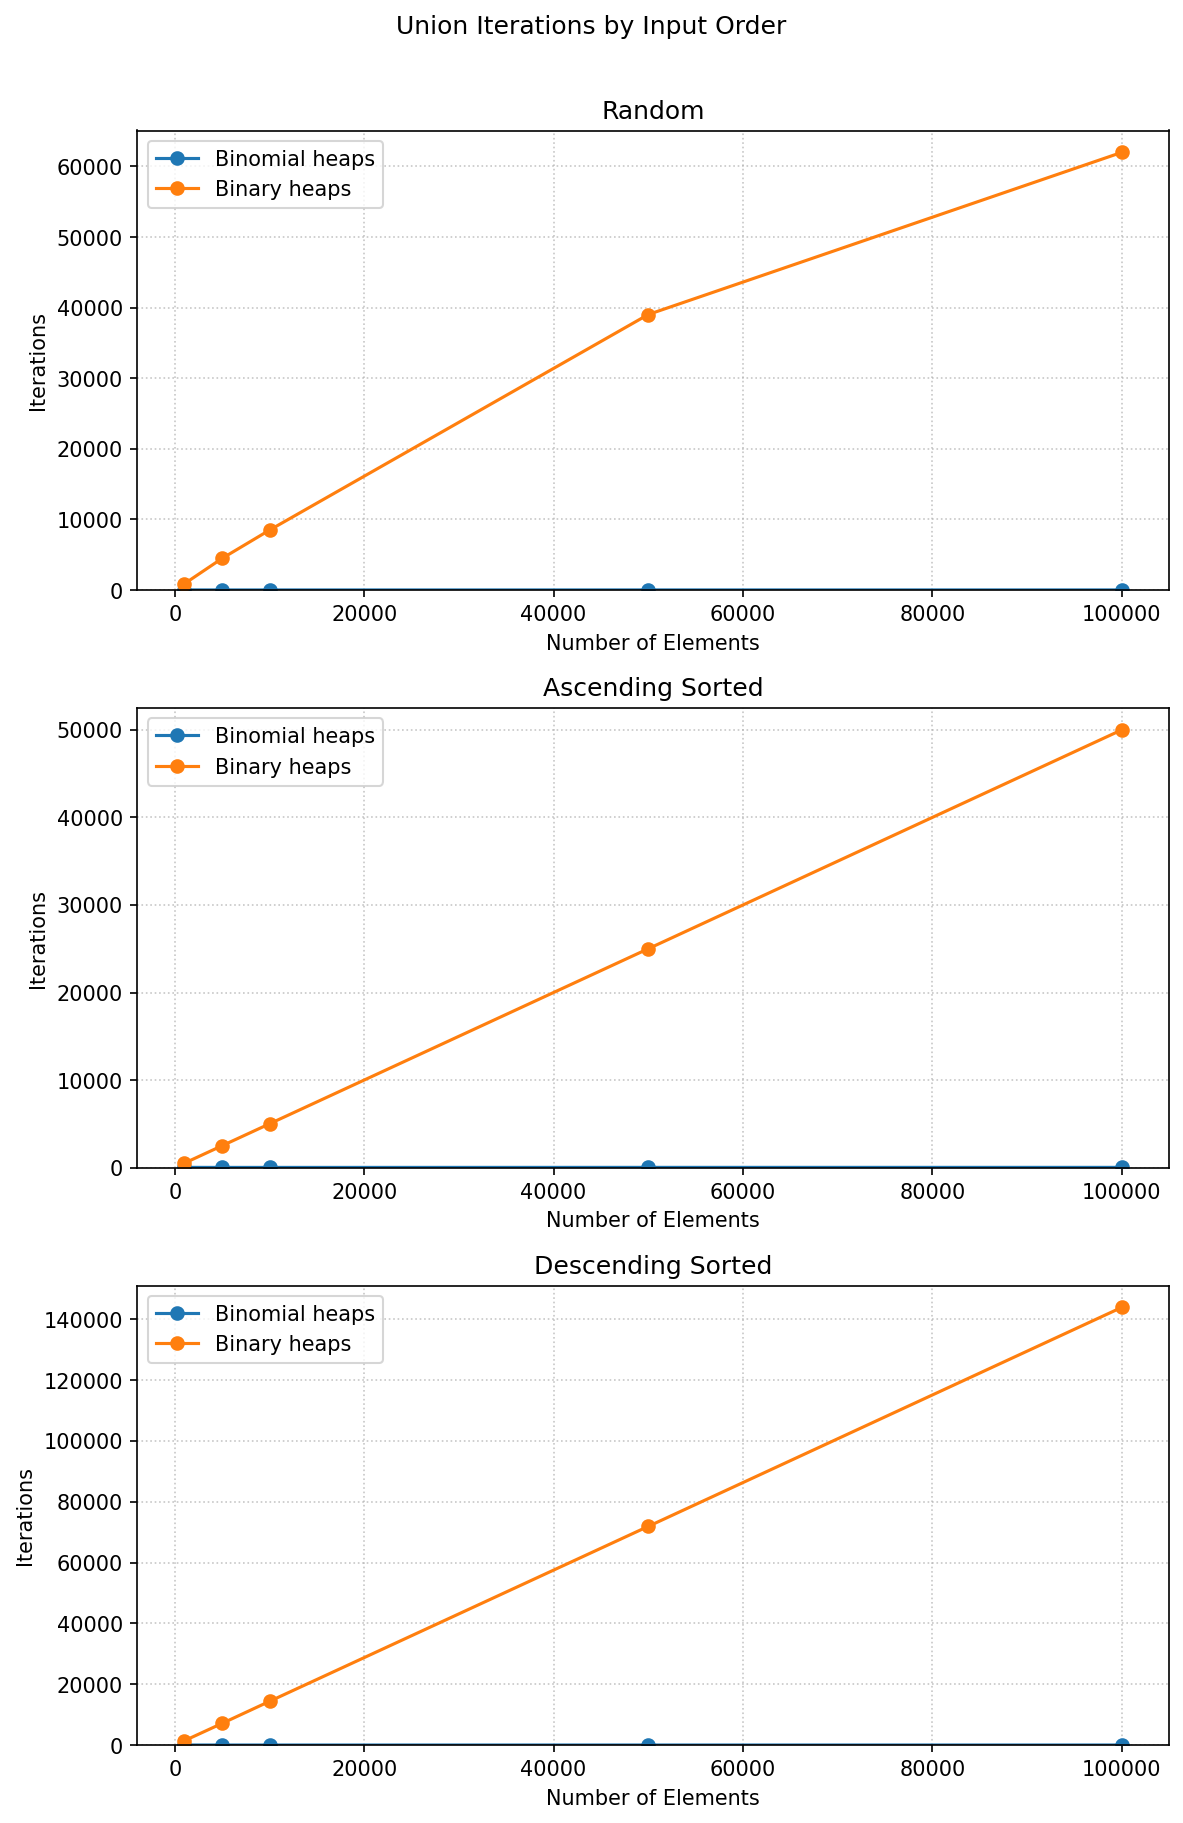 Union Iterations by Input Order
Random
Binomial heaps
Binary heaps
60000
50000
40000
30000
20000
10000
0
Iterations
0 20000 40000 60000 80000 100000
Number of Elements
Ascending Sorted
Binomial heaps
Binary heaps
50000
40000
30000
20000
10000
0
Iterations
0 20000 40000 60000 80000 100000
Number of Elements
Descending Sorted
Binomial heaps
Binary heaps
140000
120000
100000
80000
60000
40000
20000
0
Iterations
0 20000 40000 60000 80000 100000
Number of Elements